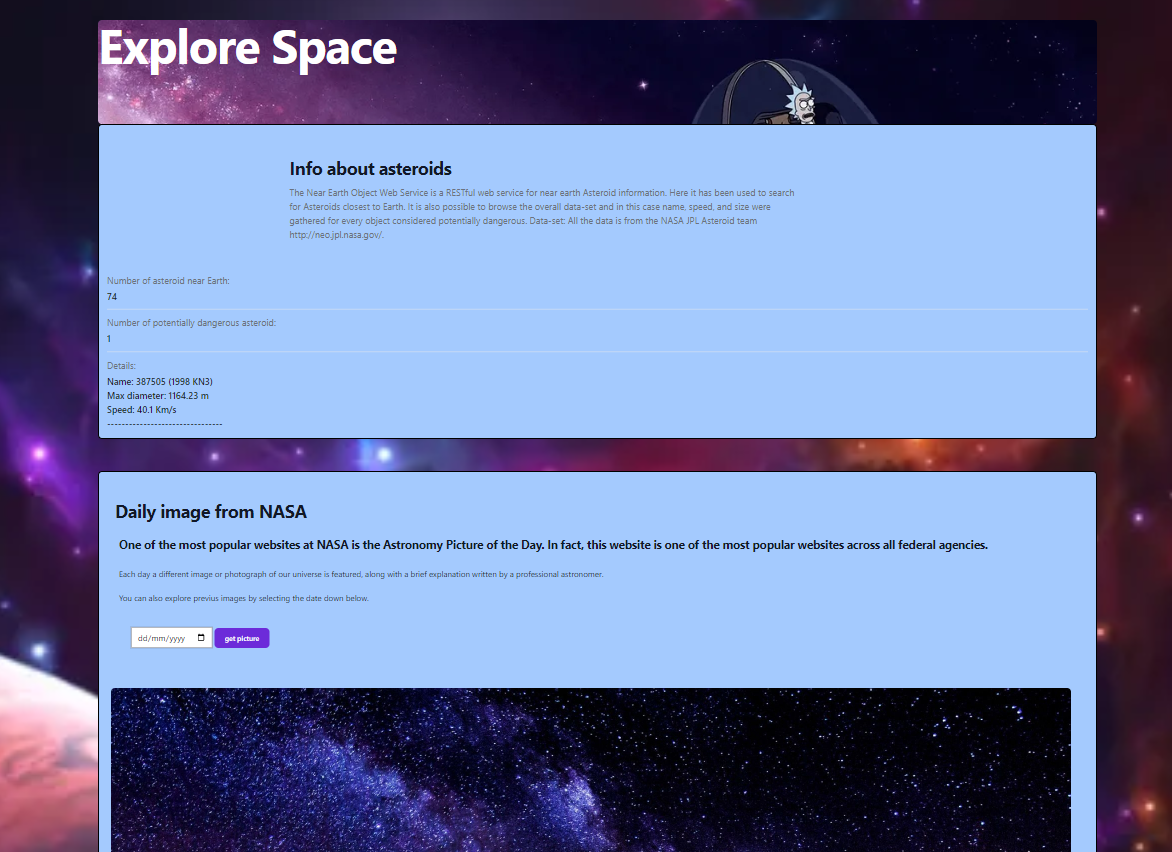 Explore Space
Info about asteroids
The Near Earth Object Web Service is a RESTful web service for near earth Asteroid information. Here it has been used to search
for Asteroids closest to Earth. It is also possible to browse the overall data-set and in this case name, speed, and size were
gathered for every object considered potentially dangerous. Data-set: All the data is from the NASA JPL Asteroid team
http://neo.jpl.nasa.gov/.
Number of asteroid near Earth:
74
Number of potentially dangerous asteroid:
1
Details:
Name: 387505 (1998 KN3)
Max diameter: 1164.23 m
Speed: 40.1 Km/s
--------------------------------
Daily image from NASA
One of the most popular websites at NASA is the Astronomy Picture of the Day. In fact, this website is one of the most popular websites across all federal agencies.
Each day a different image or photograph of our universe is featured, along with a brief explanation written by a professional astronomer.
You can also explore previus images by selecting the date down below.
dd/mm/yyyy get picture